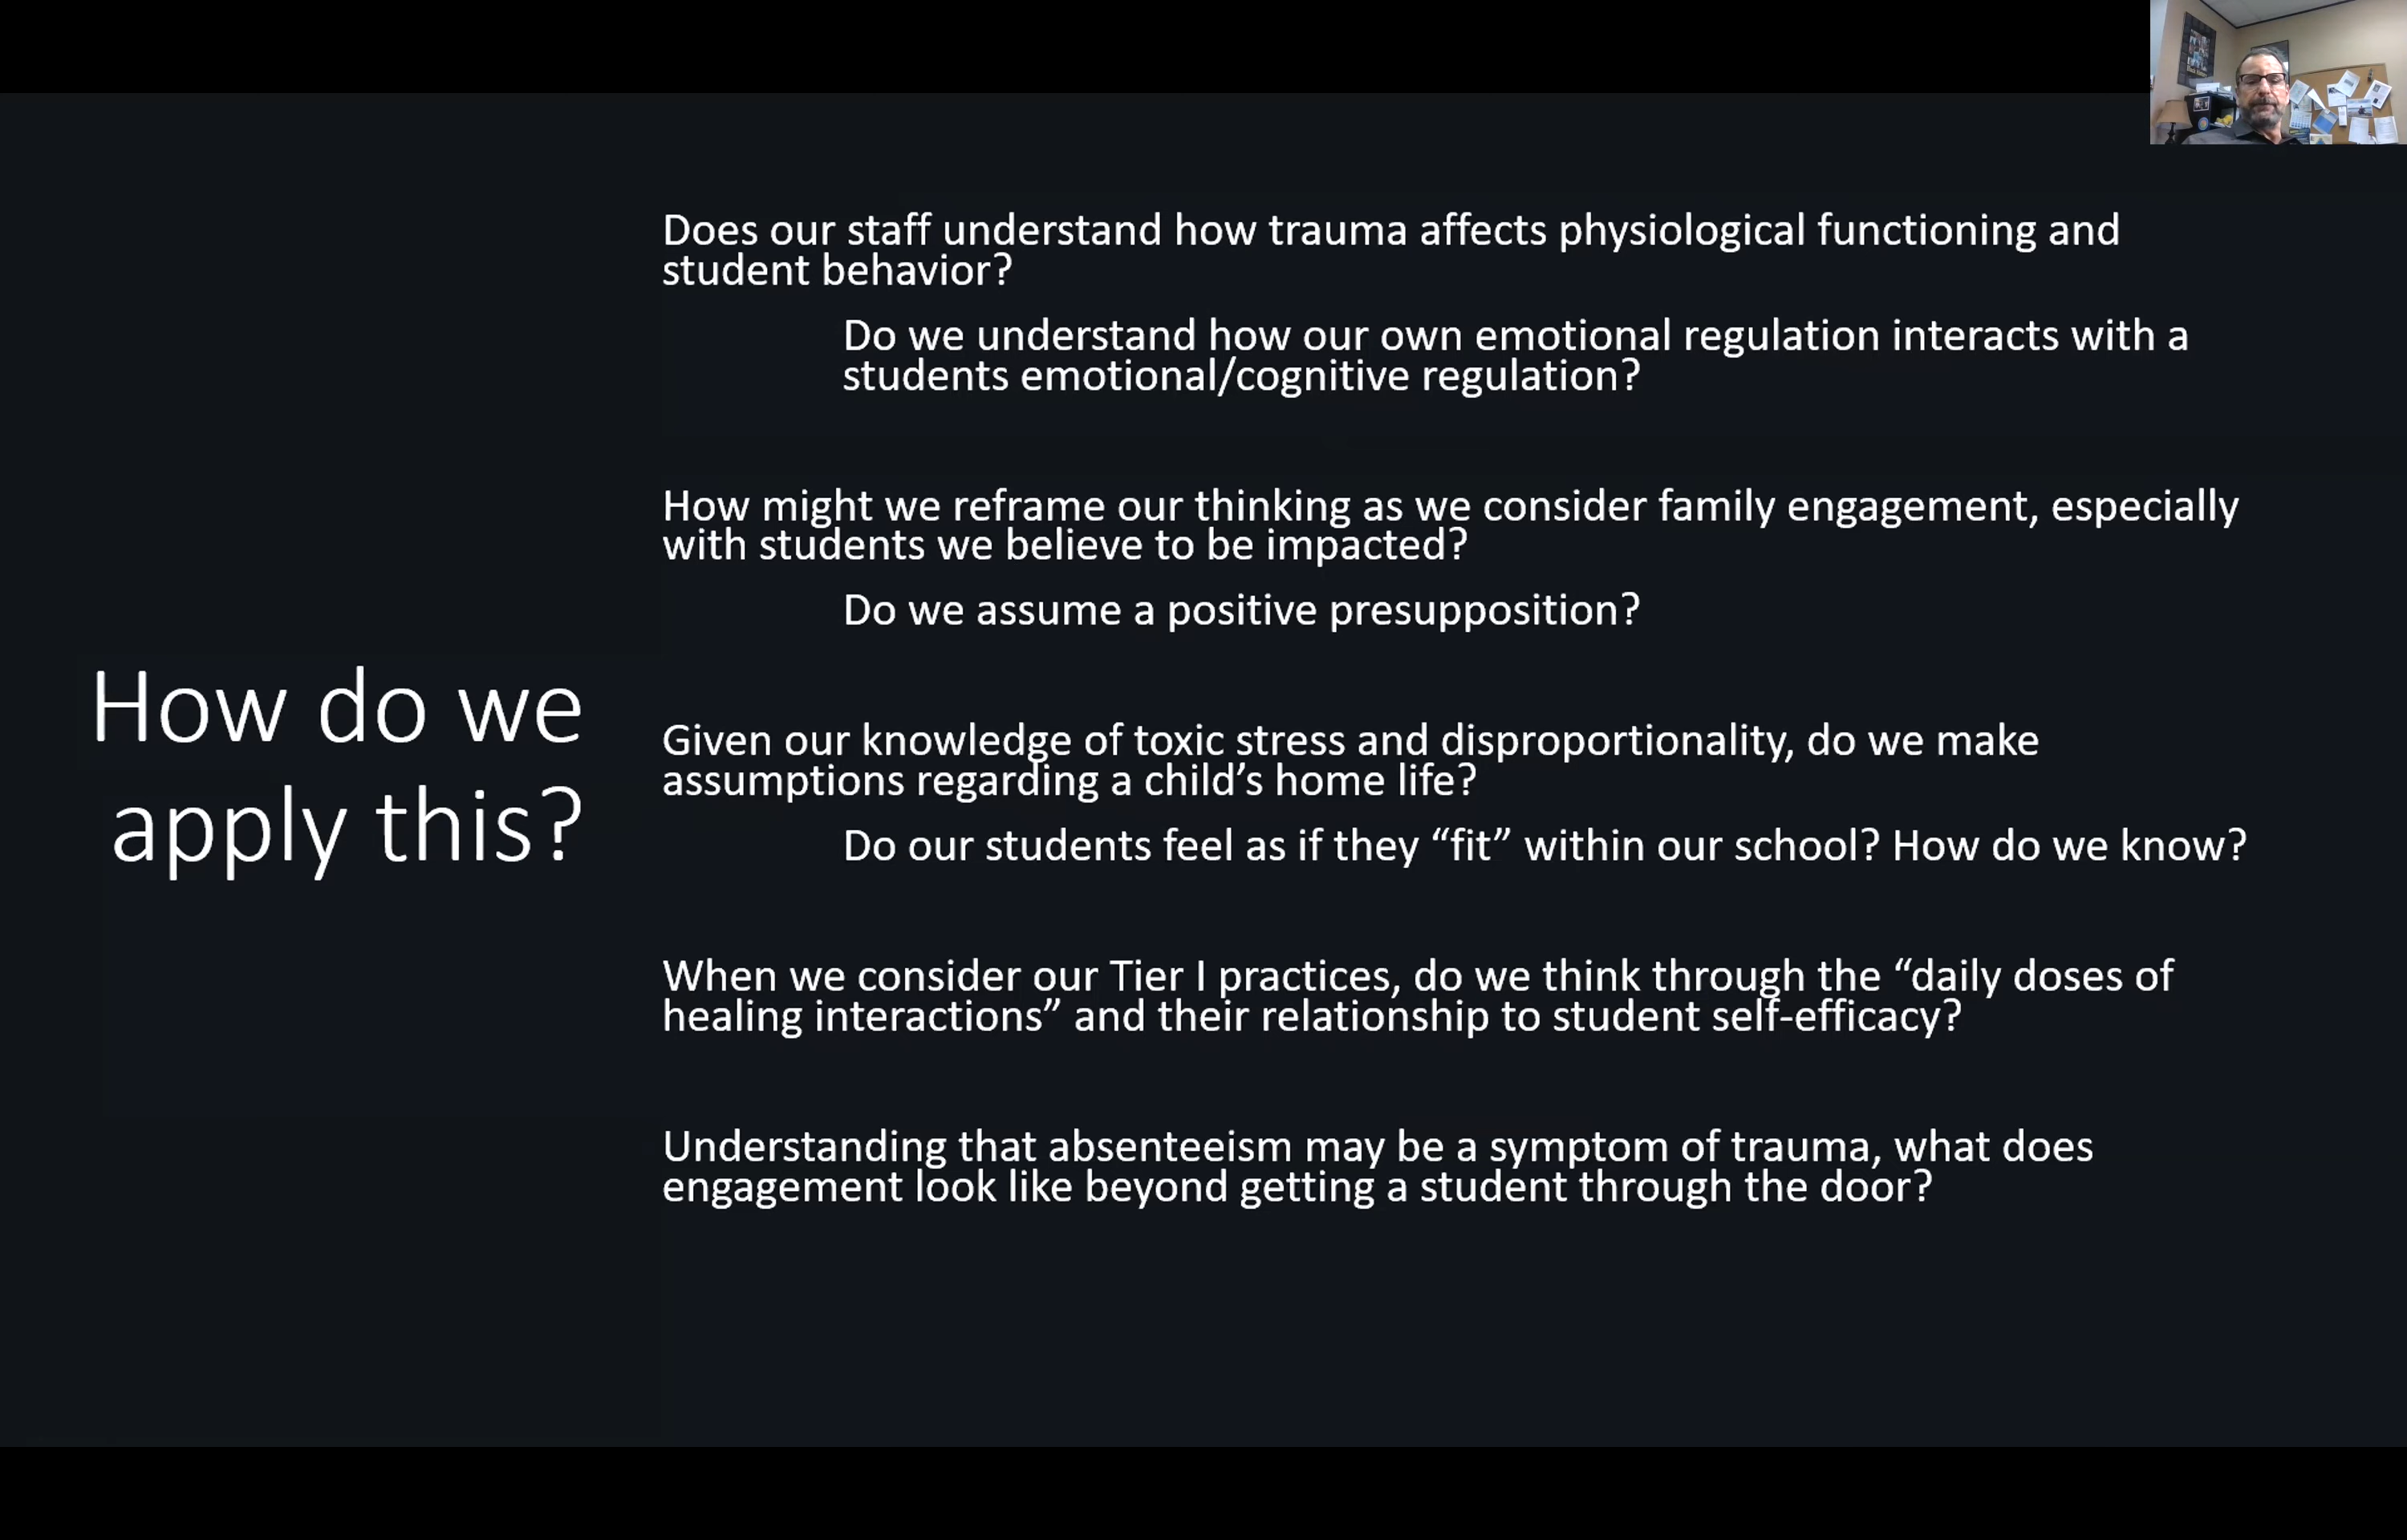 How do we
apply this?
Does our staff understand how trauma affects physiological functioning and
student behavior?
Do we understand how our own emotional regulation interacts with a
students emotional/cognitive regulation?
How might we reframe our thinking as we consider family engagement, especially
with students we believe to be impacted?
Do we assume a positive presupposition?
Given our knowledge of toxic stress and disproportionality, do we make
assumptions regarding a child’s home life?
Do our students feel as if they “fit” within our school? How do we know?
When we consider our Tier I practices, do we think through the “daily doses of
healing interactions” and their relationship to student self-efficacy?
Understanding that absenteeism may be a symptom of trauma, what does
engagement look like beyond getting a student through the door?